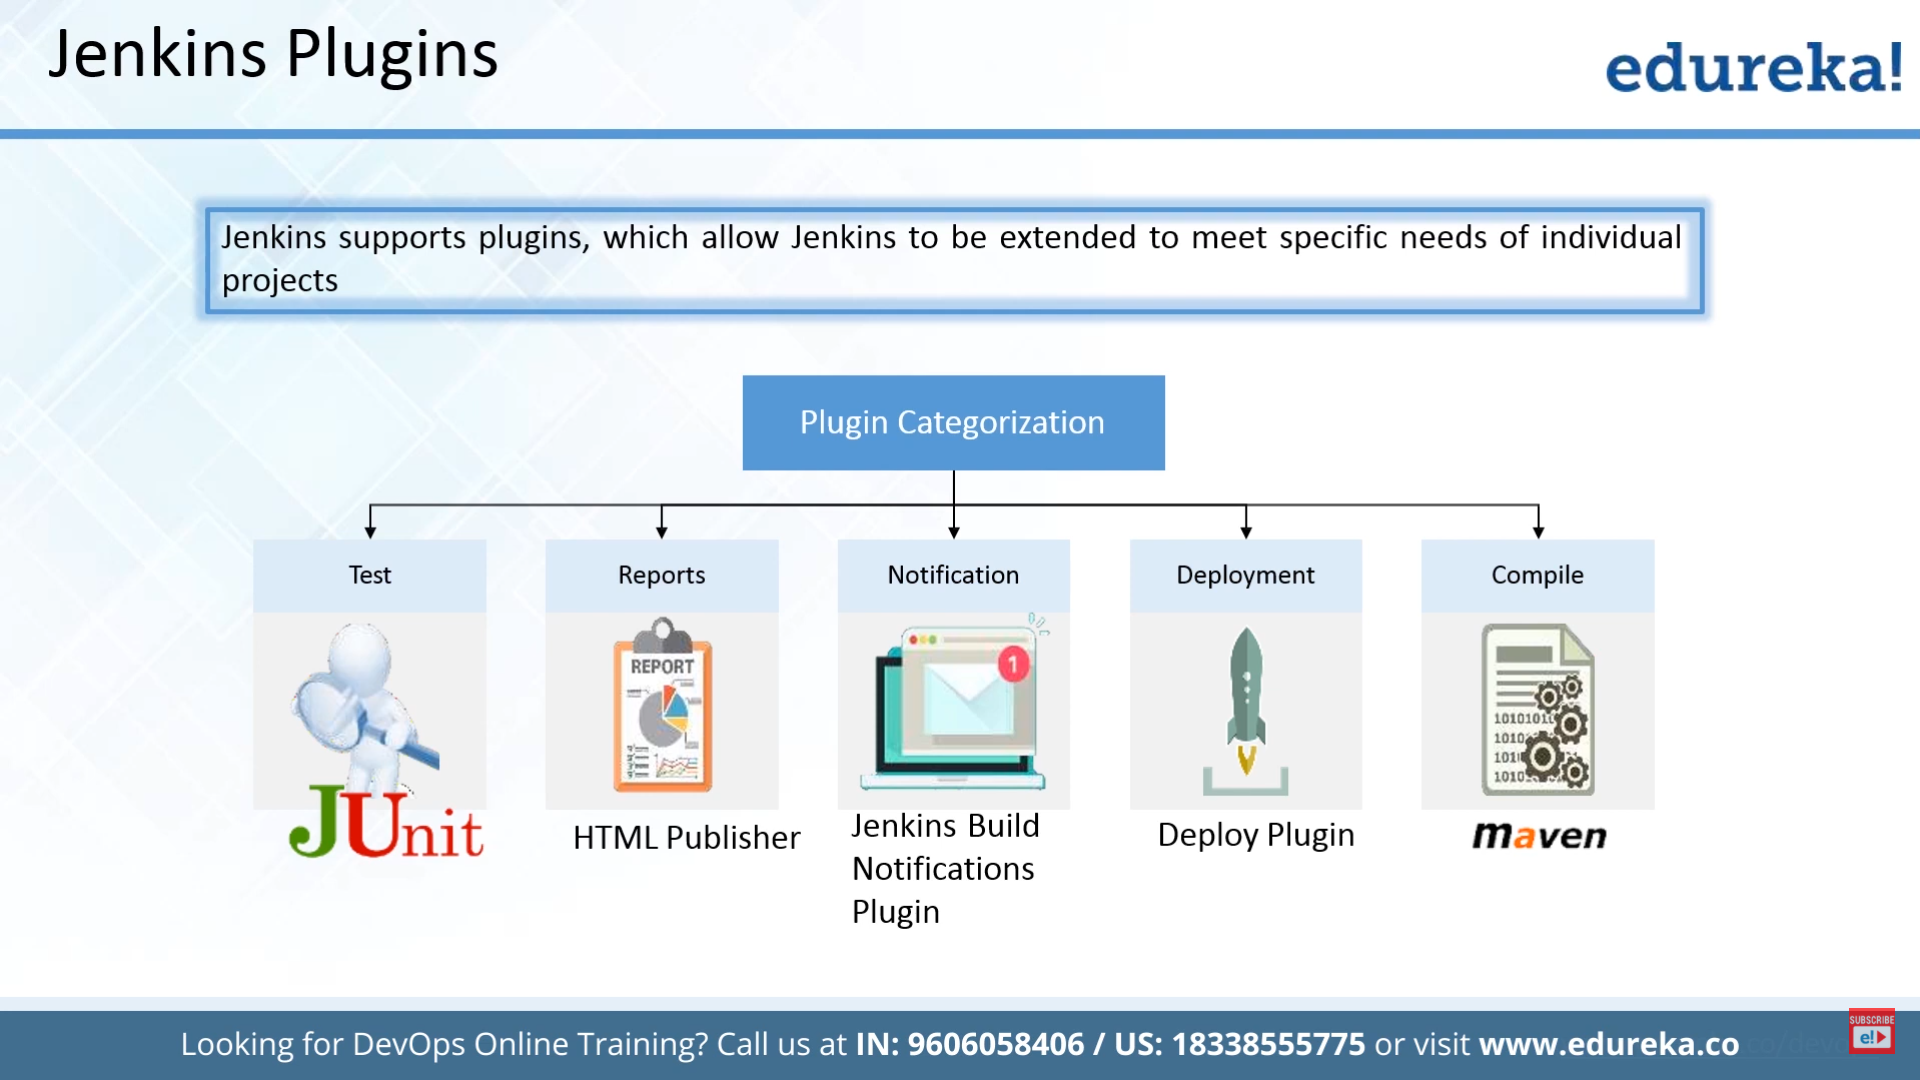 Jenkins Plugins
edureka!
Jenkins supports plugins, which allow Jenkins to be extended to meet specific needs of individual
projects
Plugin Categorization
Test
Reports
Notification
Deployment
Compile
REPORT
1
1010101
1010
101
1010
JUnit
HTML Publisher
Jenkins Build
Notifications
Plugin
Deploy Plugin
maven
Looking for DevOps Online Training? Call us at IN: 9606058406 / US: 18338555775 or visit www.edureka.co
SUBSCRIBE
e!